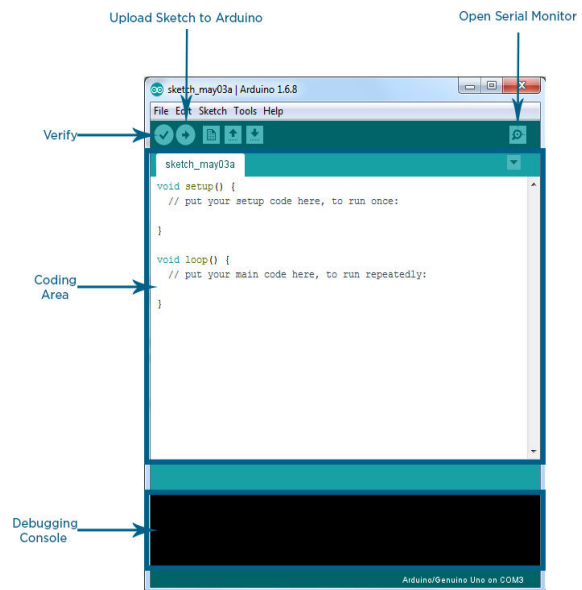 Upload Sketch to Arduino
Open Serial Monitor
sketch_may03a | Arduino 1.6.8
File Edit Sketch Tools Help
Verify
sketch_may03a
void setup() {
// put your setup code here, to run once:
}
void loop() {
// put your main code here, to run repeatedly:
}
Coding
Area
Debugging
Console
Arduino/Genuino Uno on COM3